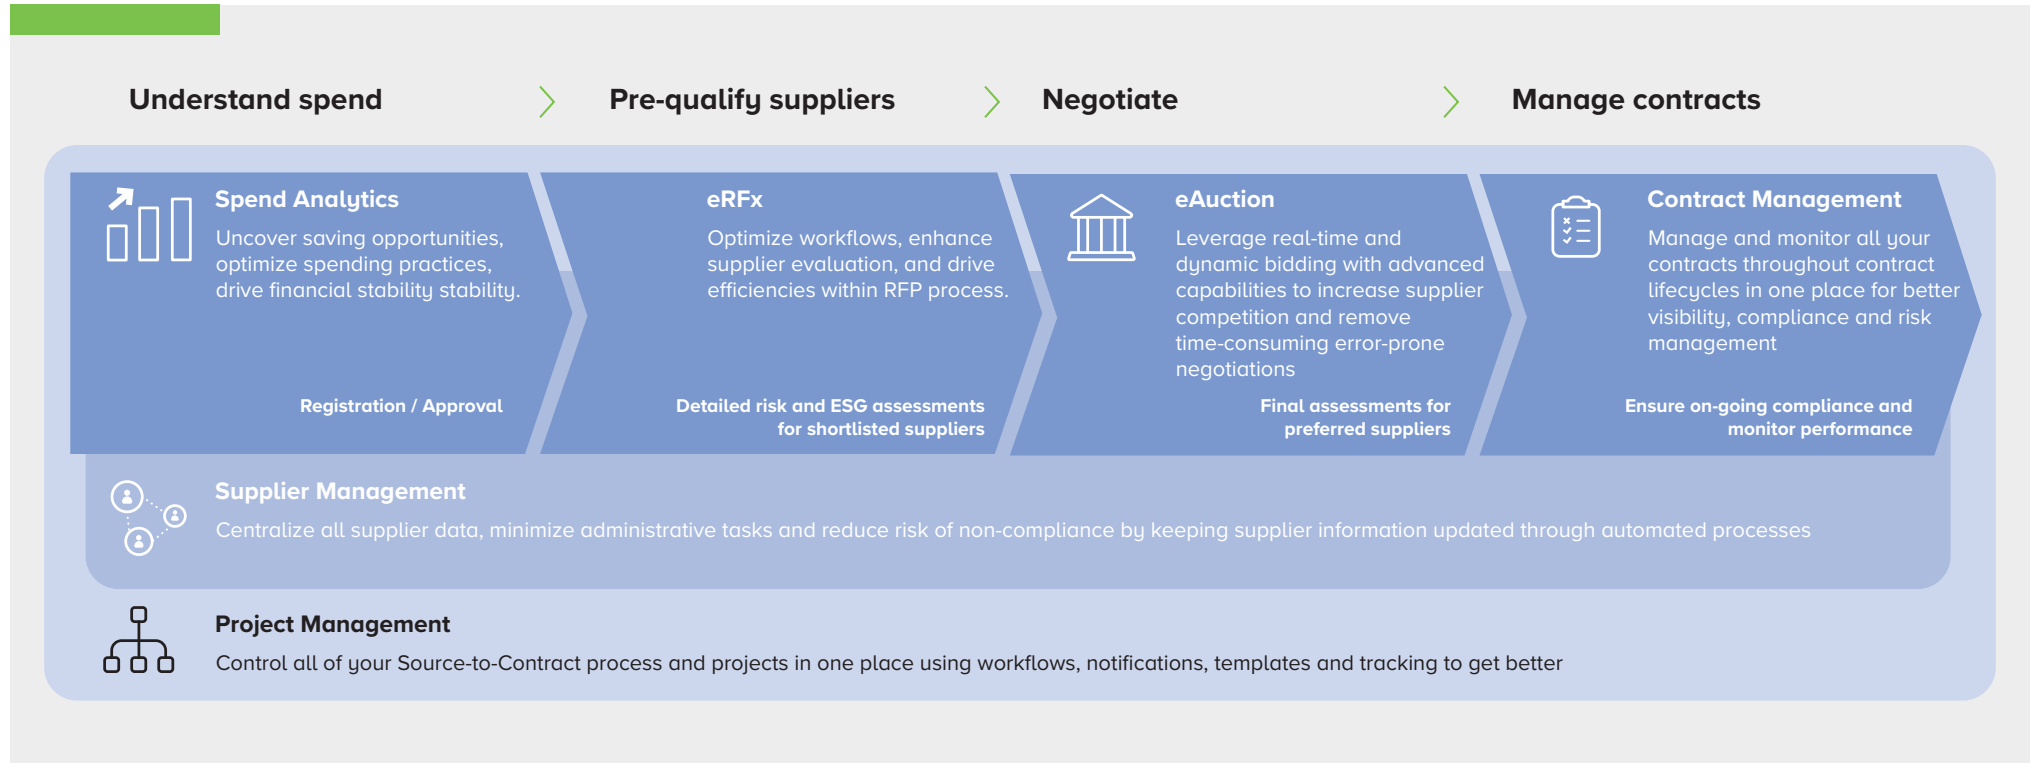 Understand spend
Pre-qualify suppliers
Negotiate
Manage contracts
Spend Analytics
Uncover saving opportunities,
optimize spending practices,
drive financial stability stability.
Registration / Approval
eRFx
Optimize workflows, enhance
supplier evaluation, and drive
efficiencies within RFP process.
Detailed risk and ESG assessments
for shortlisted suppliers
eAuction
Leverage real-time and
dynamic bidding with advanced
capabilities to increase supplier
competition and remove
time-consuming error-prone
negotiations
Final assessments for
preferred suppliers
Contract Management
Manage and monitor all your
contracts throughout contract
lifecycles in one place for better
visibility, compliance and risk
management
Ensure on-going compliance and
monitor performance
Supplier Management
Centralize all supplier data, minimize administrative tasks and reduce risk of non-compliance by keeping supplier information updated through automated processes
Project Management
Control all of your Source-to-Contract process and projects in one place using workflows, notifications, templates and tracking to get better